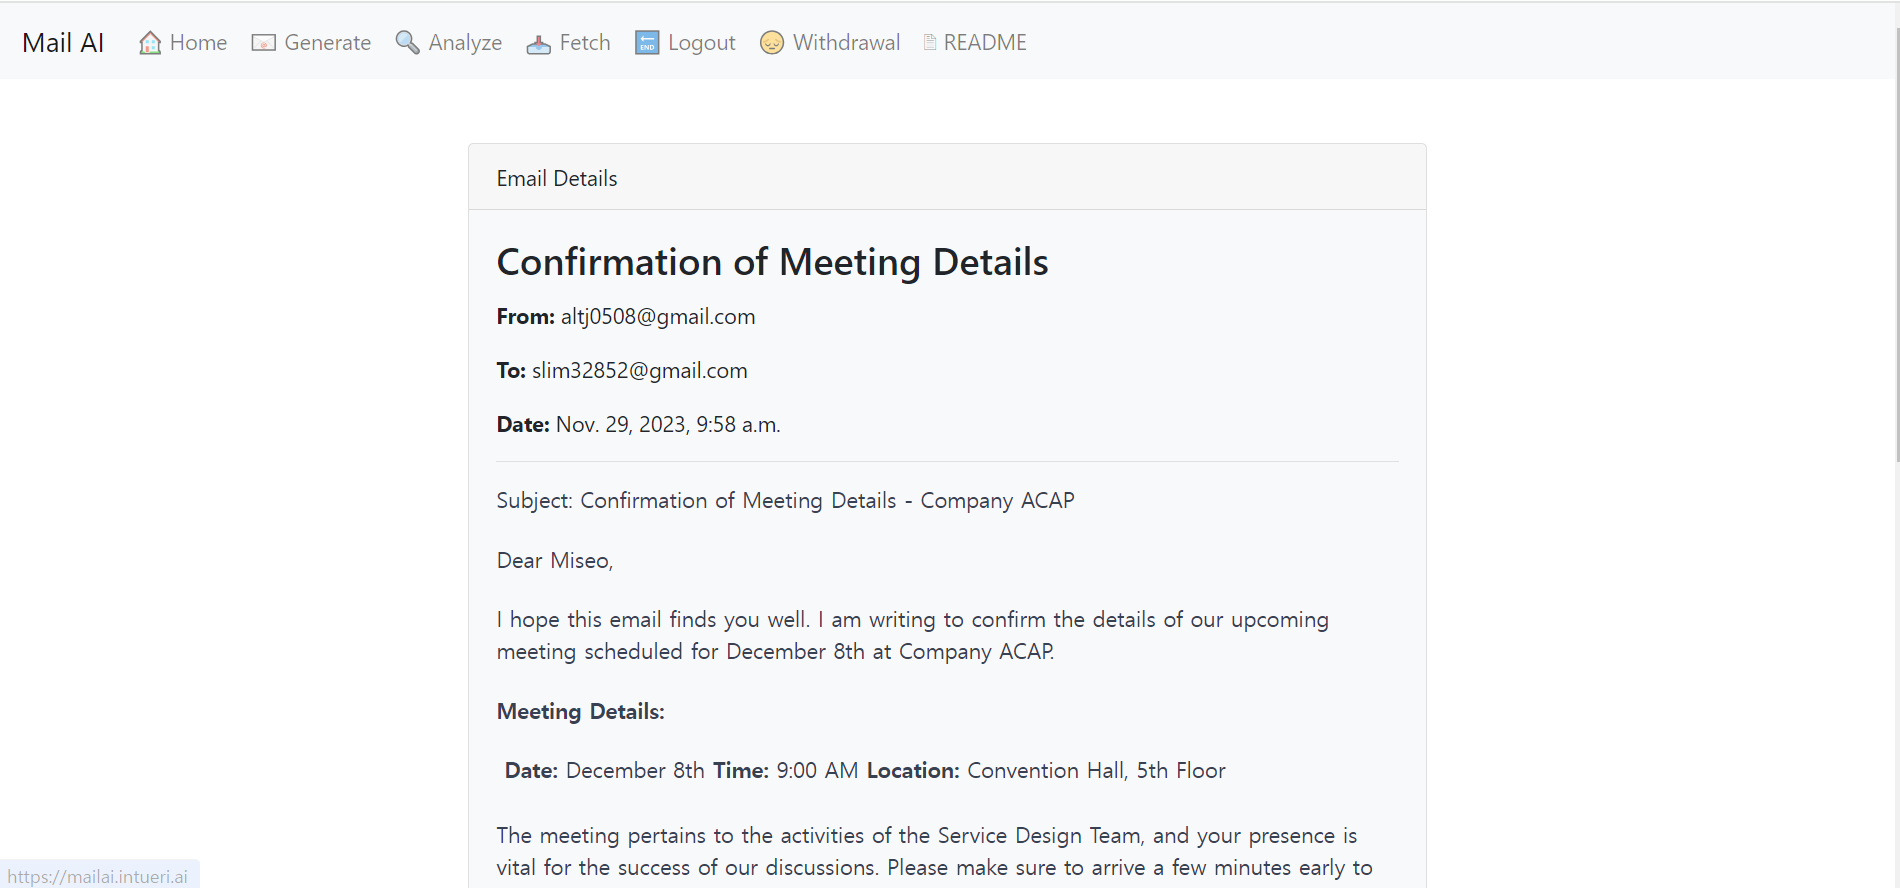 Mail AI Home Generate Analyze Fetch END Logout Withdrawal README
Email Details
Confirmation of Meeting Details
From: altj0508@gmail.com
To: slim32852@gmail.com
Date: Nov. 29, 2023, 9:58 a.m.
Subject: Confirmation of Meeting Details - Company ACAP
Dear Miseo,
I hope this email finds you well. I am writing to confirm the details of our upcoming
meeting scheduled for December 8th at Company ACAP.
Meeting Details:
Date: December 8th Time: 9:00 AM Location: Convention Hall, 5th Floor
The meeting pertains to the activities of the Service Design Team, and your presence is
vital for the success of our discussions. Please make sure to arrive a few minutes early to
https://mailai.intueri.ai